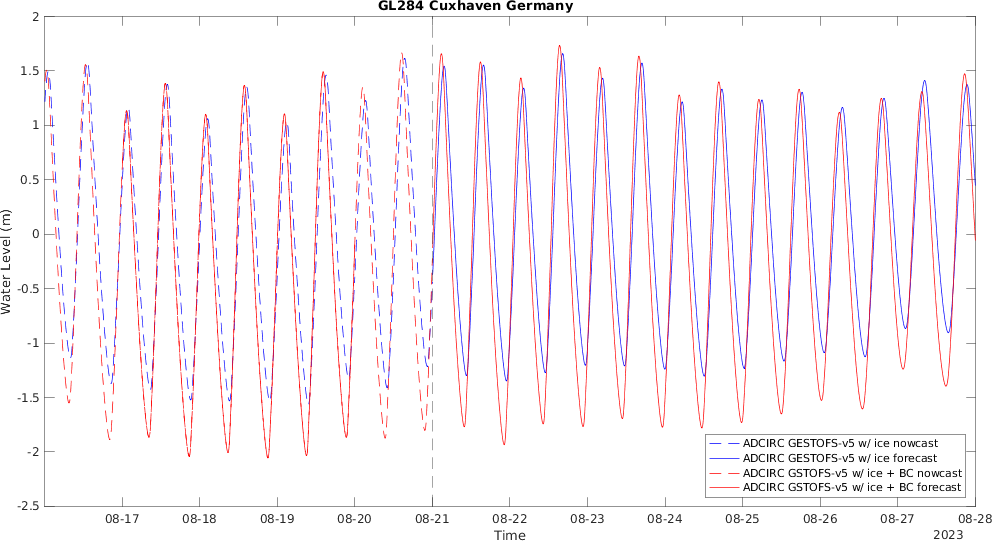 GL284 Cuxhaven Germany
2
1.5
1
0.5
0
-0.5
-1
-1.5
-2
-2.5
Water Level (m)
ADCIRC GESTOFS-v5 w/ ice nowcast
ADCIRC GESTOFS-v5 w/ ice forecast
ADCIRC GSTOFS-v5 w/ ice + BC nowcast
ADCIRC GSTOFS-v5 w/ ice + BC forecast
08-17 08-18 08-19 08-20 08-21 08-22 08-23 08-24 08-25 08-26 08-27 08-28
Time
2023